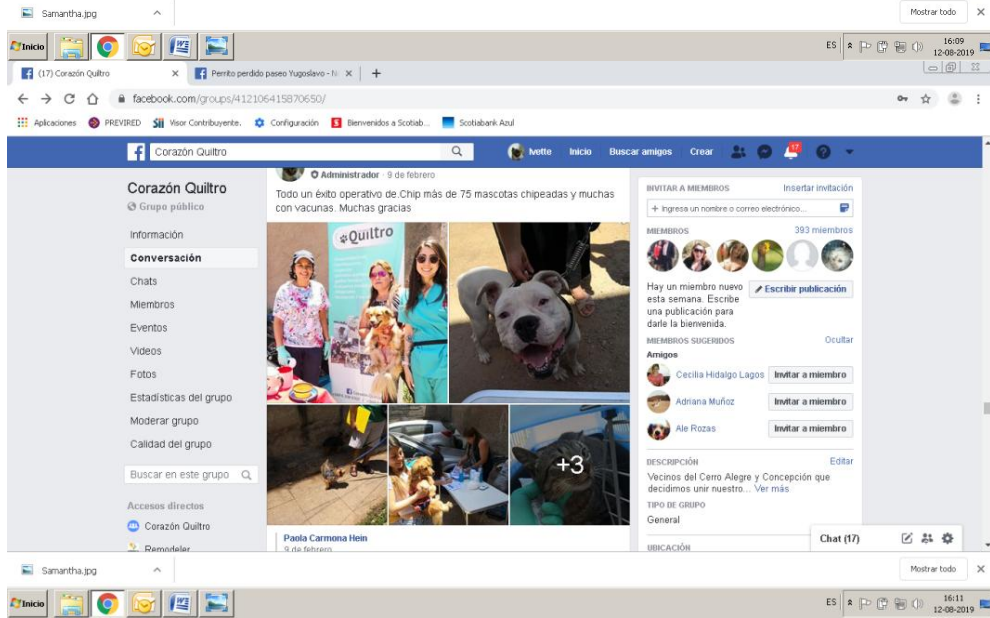 Samantha.jpg
Mostrar todo
Inicio
ES
16:09
12-08-2019
(17) Corazón Quiltro
Perrito perdido paseo Yugoslavo - N
facebook.com/groups/412106415870650/
Aplicaciones
PREVIRED
Visor Contribuyente.
Configuración
Bienvenidos a Scotiab...
Scotiabank Azul
Corazón Quiltro
Ivette
Inicio
Buscar amigos
Crear
17
Corazón Quiltro
Grupo público
Información
Conversación
Chats
Miembros
Eventos
Videos
Fotos
Estadísticas del grupo
Moderar grupo
Calidad del grupo
Buscar en este grupo
Accesos directos
Corazón Quiltro
Remodeler
Administrador · 9 de febrero
Todo un éxito operativo de.Chip más de 75 mascotas chipeadas y muchas
con vacunas. Muchas gracias
Quiltro
+3
Paola Carmona Hein
9 de febrero
INVITAR A MIEMBROS
Insertar invitación
+ Ingresa un nombre o correo electrónico...
MIEMBROS
393 miembros
Hay un miembro nuevo
esta semana. Escribe
una publicación para
darle la bienvenida.
Escribir publicación
MIEMBROS SUGERIDOS
Ocultar
Amigos
Cecilia Hidalgo Lagos
Invitar a miembro
Adriana Muñoz
Invitar a miembro
Ale Rozas
Invitar a miembro
DESCRIPCIÓN
Editar
Vecinos del Cerro Alegre y Concepción que
decidimos unir nuestro... Ver más
TIPO DE GRUPO
General
UBICACIÓN
Chat (17)
Samantha.jpg
Mostrar todo
Inicio
ES
16:11
12-08-2019